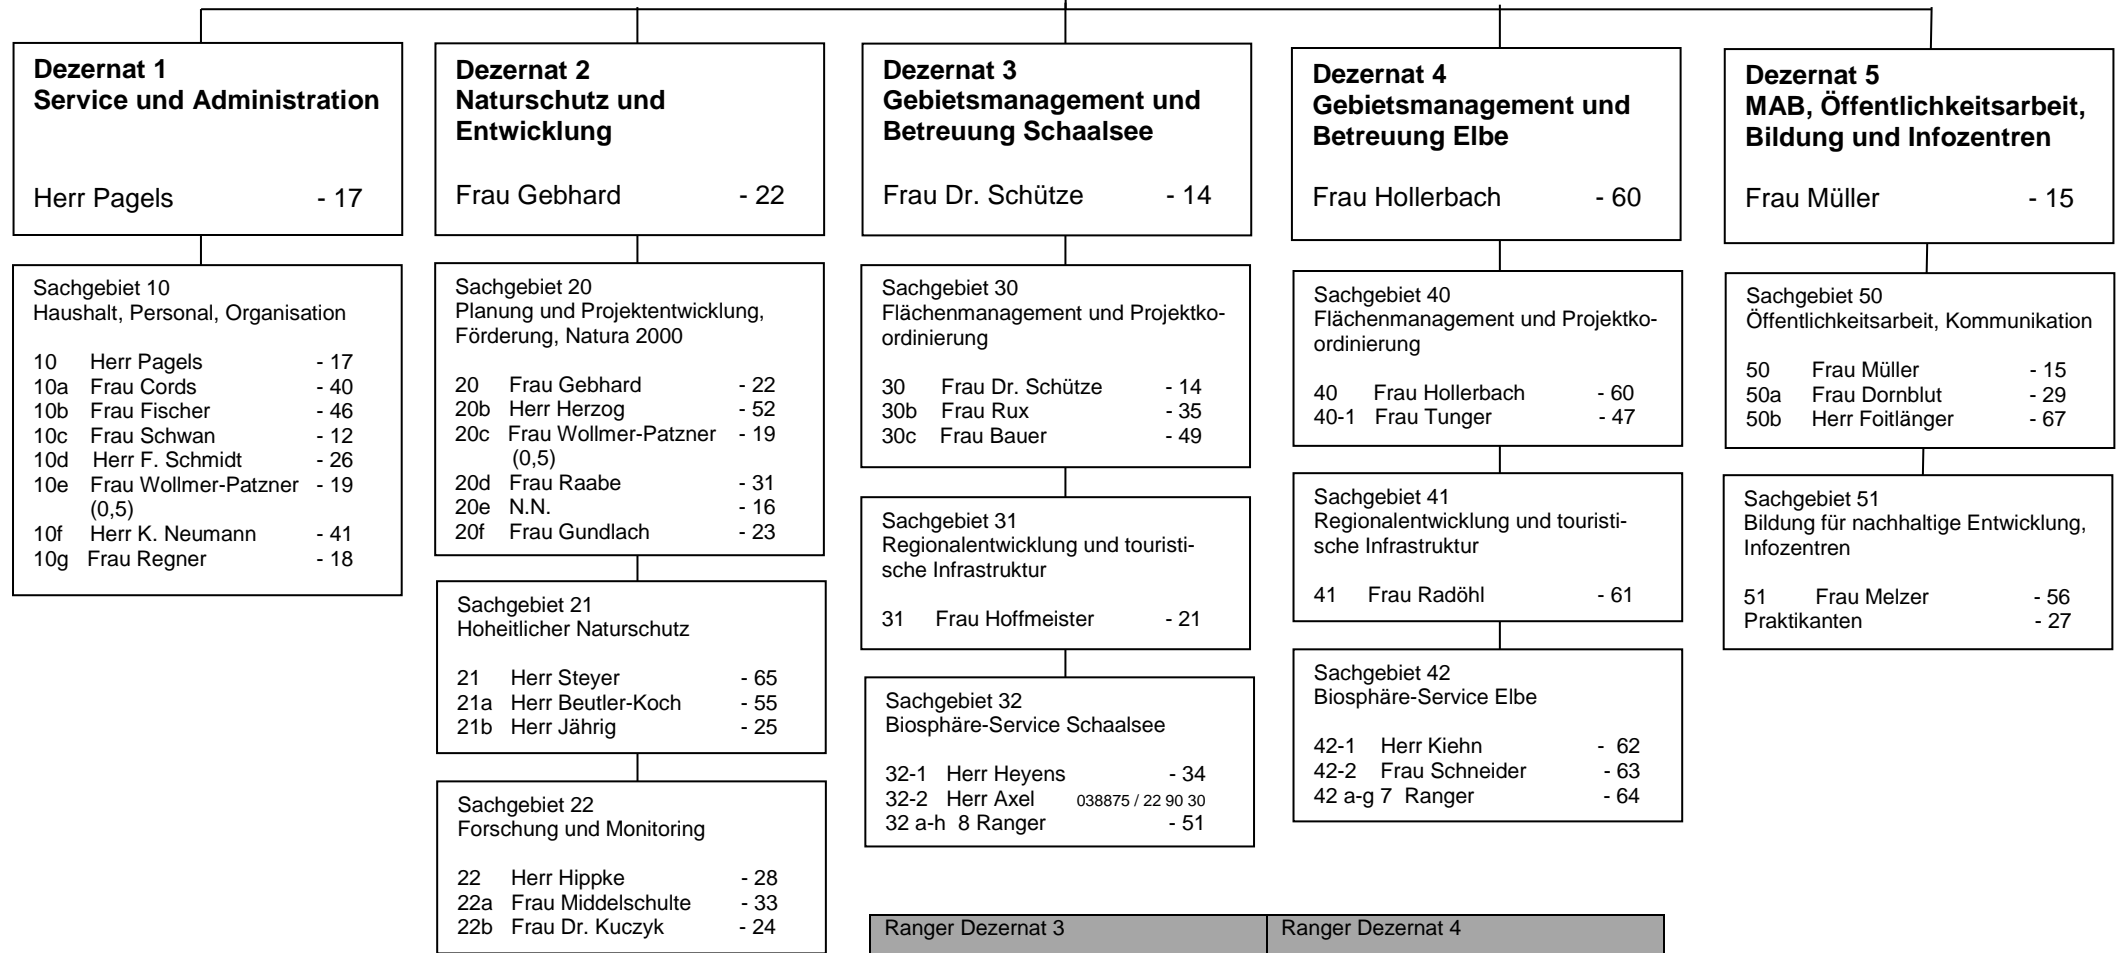 Dezernat 1
Service und Administration
Herr Pagels - 17
Sachgebiet 10
Haushalt, Personal, Organisation
10 Herr Pagels - 17
10a Frau Cords - 40
10b Frau Fischer - 46
10c Frau Schwan - 12
10d Herr F. Schmidt - 26
10e Frau Wollmer-Patzner - 19
(0,5)
10f Herr K. Neumann - 41
10g Frau Regner - 18
Dezernat 2
Naturschutz und
Entwicklung
Frau Gebhard - 22
Sachgebiet 20
Planung und Projektentwicklung,
Förderung, Natura 2000
20 Frau Gebhard - 22
20b Herr Herzog - 52
20c Frau Wollmer-Patzner - 19
(0,5)
20d Frau Raabe - 31
20e N.N. - 16
20f Frau Gundlach - 23
Sachgebiet 21
Hoheitlicher Naturschutz
21 Herr Steyer - 65
21a Herr Beutler-Koch - 55
21b Herr Jährig - 25
Sachgebiet 22
Forschung und Monitoring
22 Herr Hippke - 28
22a Frau Middelschulte - 33
22b Frau Dr. Kuczyk - 24
Dezernat 3
Gebietsmanagement und
Betreuung Schaalsee
Frau Dr. Schütze - 14
Sachgebiet 30
Flächenmanagement und Projektko-
ordinierung
30 Frau Dr. Schütze - 14
30b Frau Rux - 35
30c Frau Bauer - 49
Sachgebiet 31
Regionalentwicklung und touristi-
sche Infrastruktur
31 Frau Hoffmeister - 21
Sachgebiet 32
Biosphäre-Service Schaalsee
32-1 Herr Heyens - 34
32-2 Herr Axel 038875 / 22 90 30
32 a-h 8 Ranger - 51
Dezernat 4
Gebietsmanagement und
Betreuung Elbe
Frau Hollerbach - 60
Sachgebiet 40
Flächenmanagement und Projektko-
ordinierung
40 Frau Hollerbach - 60
40-1 Frau Tunger - 47
Sachgebiet 41
Regionalentwicklung und touristi-
sche Infrastruktur
41 Frau Radöhl - 61
Sachgebiet 42
Biosphäre-Service Elbe
42-1 Herr Kiehn - 62
42-2 Frau Schneider - 63
42 a-g 7 Ranger - 64
Dezernat 5
MAB, Öffentlichkeitsarbeit,
Bildung und Infozentren
Frau Müller - 15
Sachgebiet 50
Öffentlichkeitsarbeit, Kommunikation
50 Frau Müller - 15
50a Frau Dornblut - 29
50b Herr Foitlänger - 67
Sachgebiet 51
Bildung für nachhaltige Entwicklung,
Infozentren
51 Frau Melzer - 56
Praktikanten - 27
Ranger Dezernat 3
Ranger Dezernat 4